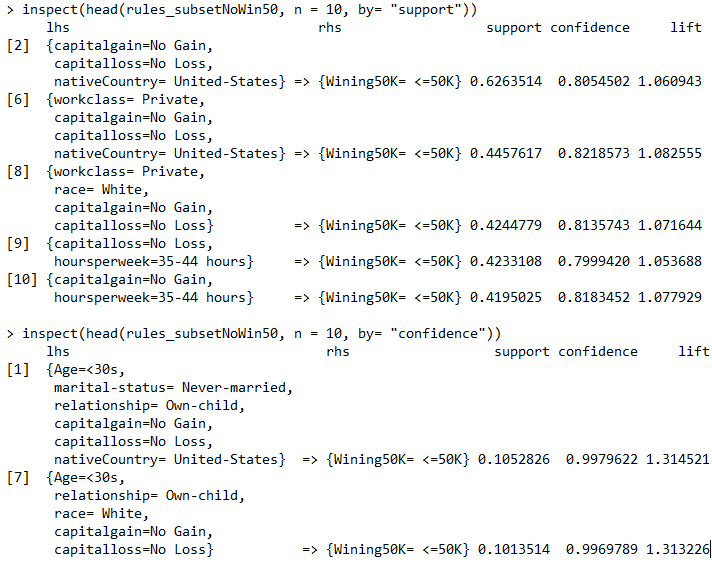 > inspect(head(rules_subsetNoWin50, n = 10, by= "support"))
lhs rhs support confidence lift
[2] {capitalgain=No Gain,
capitalloss=No Loss,
nativeCountry= United-States} => {Wining50K= <=50K} 0.6263514 0.8054502 1.060943
[6] {workclass= Private,
capitalgain=No Gain,
capitalloss=No Loss,
nativeCountry= United-States} => {Wining50K= <=50K} 0.4457617 0.8218573 1.082555
[8] {workclass= Private,
race= White,
capitalgain=No Gain,
capitalloss=No Loss} => {Wining50K= <=50K} 0.4244779 0.8135743 1.071644
[9] {capitalloss=No Loss,
hoursperweek=35-44 hours} => {Wining50K= <=50K} 0.4233108 0.7999420 1.053688
[10] {capitalgain=No Gain,
hoursperweek=35-44 hours} => {Wining50K= <=50K} 0.4195025 0.8183452 1.077929
> inspect(head(rules_subsetNoWin50, n = 10, by= "confidence"))
lhs rhs support confidence lift
[1] {Age=<30s,
marital-status= Never-married,
relationship= Own-child,
capitalgain=No Gain,
capitalloss=No Loss,
nativeCountry= United-States} => {Wining50K= <=50K} 0.1052826 0.9979622 1.314521
[7] {Age=<30s,
relationship= Own-child,
race= White,
capitalgain=No Gain,
capitalloss=No Loss} => {Wining50K= <=50K} 0.1013514 0.9969789 1.313226